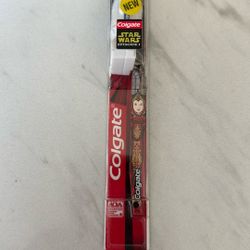 NEW
Colgate
STAR
WARS
EPISODE I
Colgate
Colgate
ADA